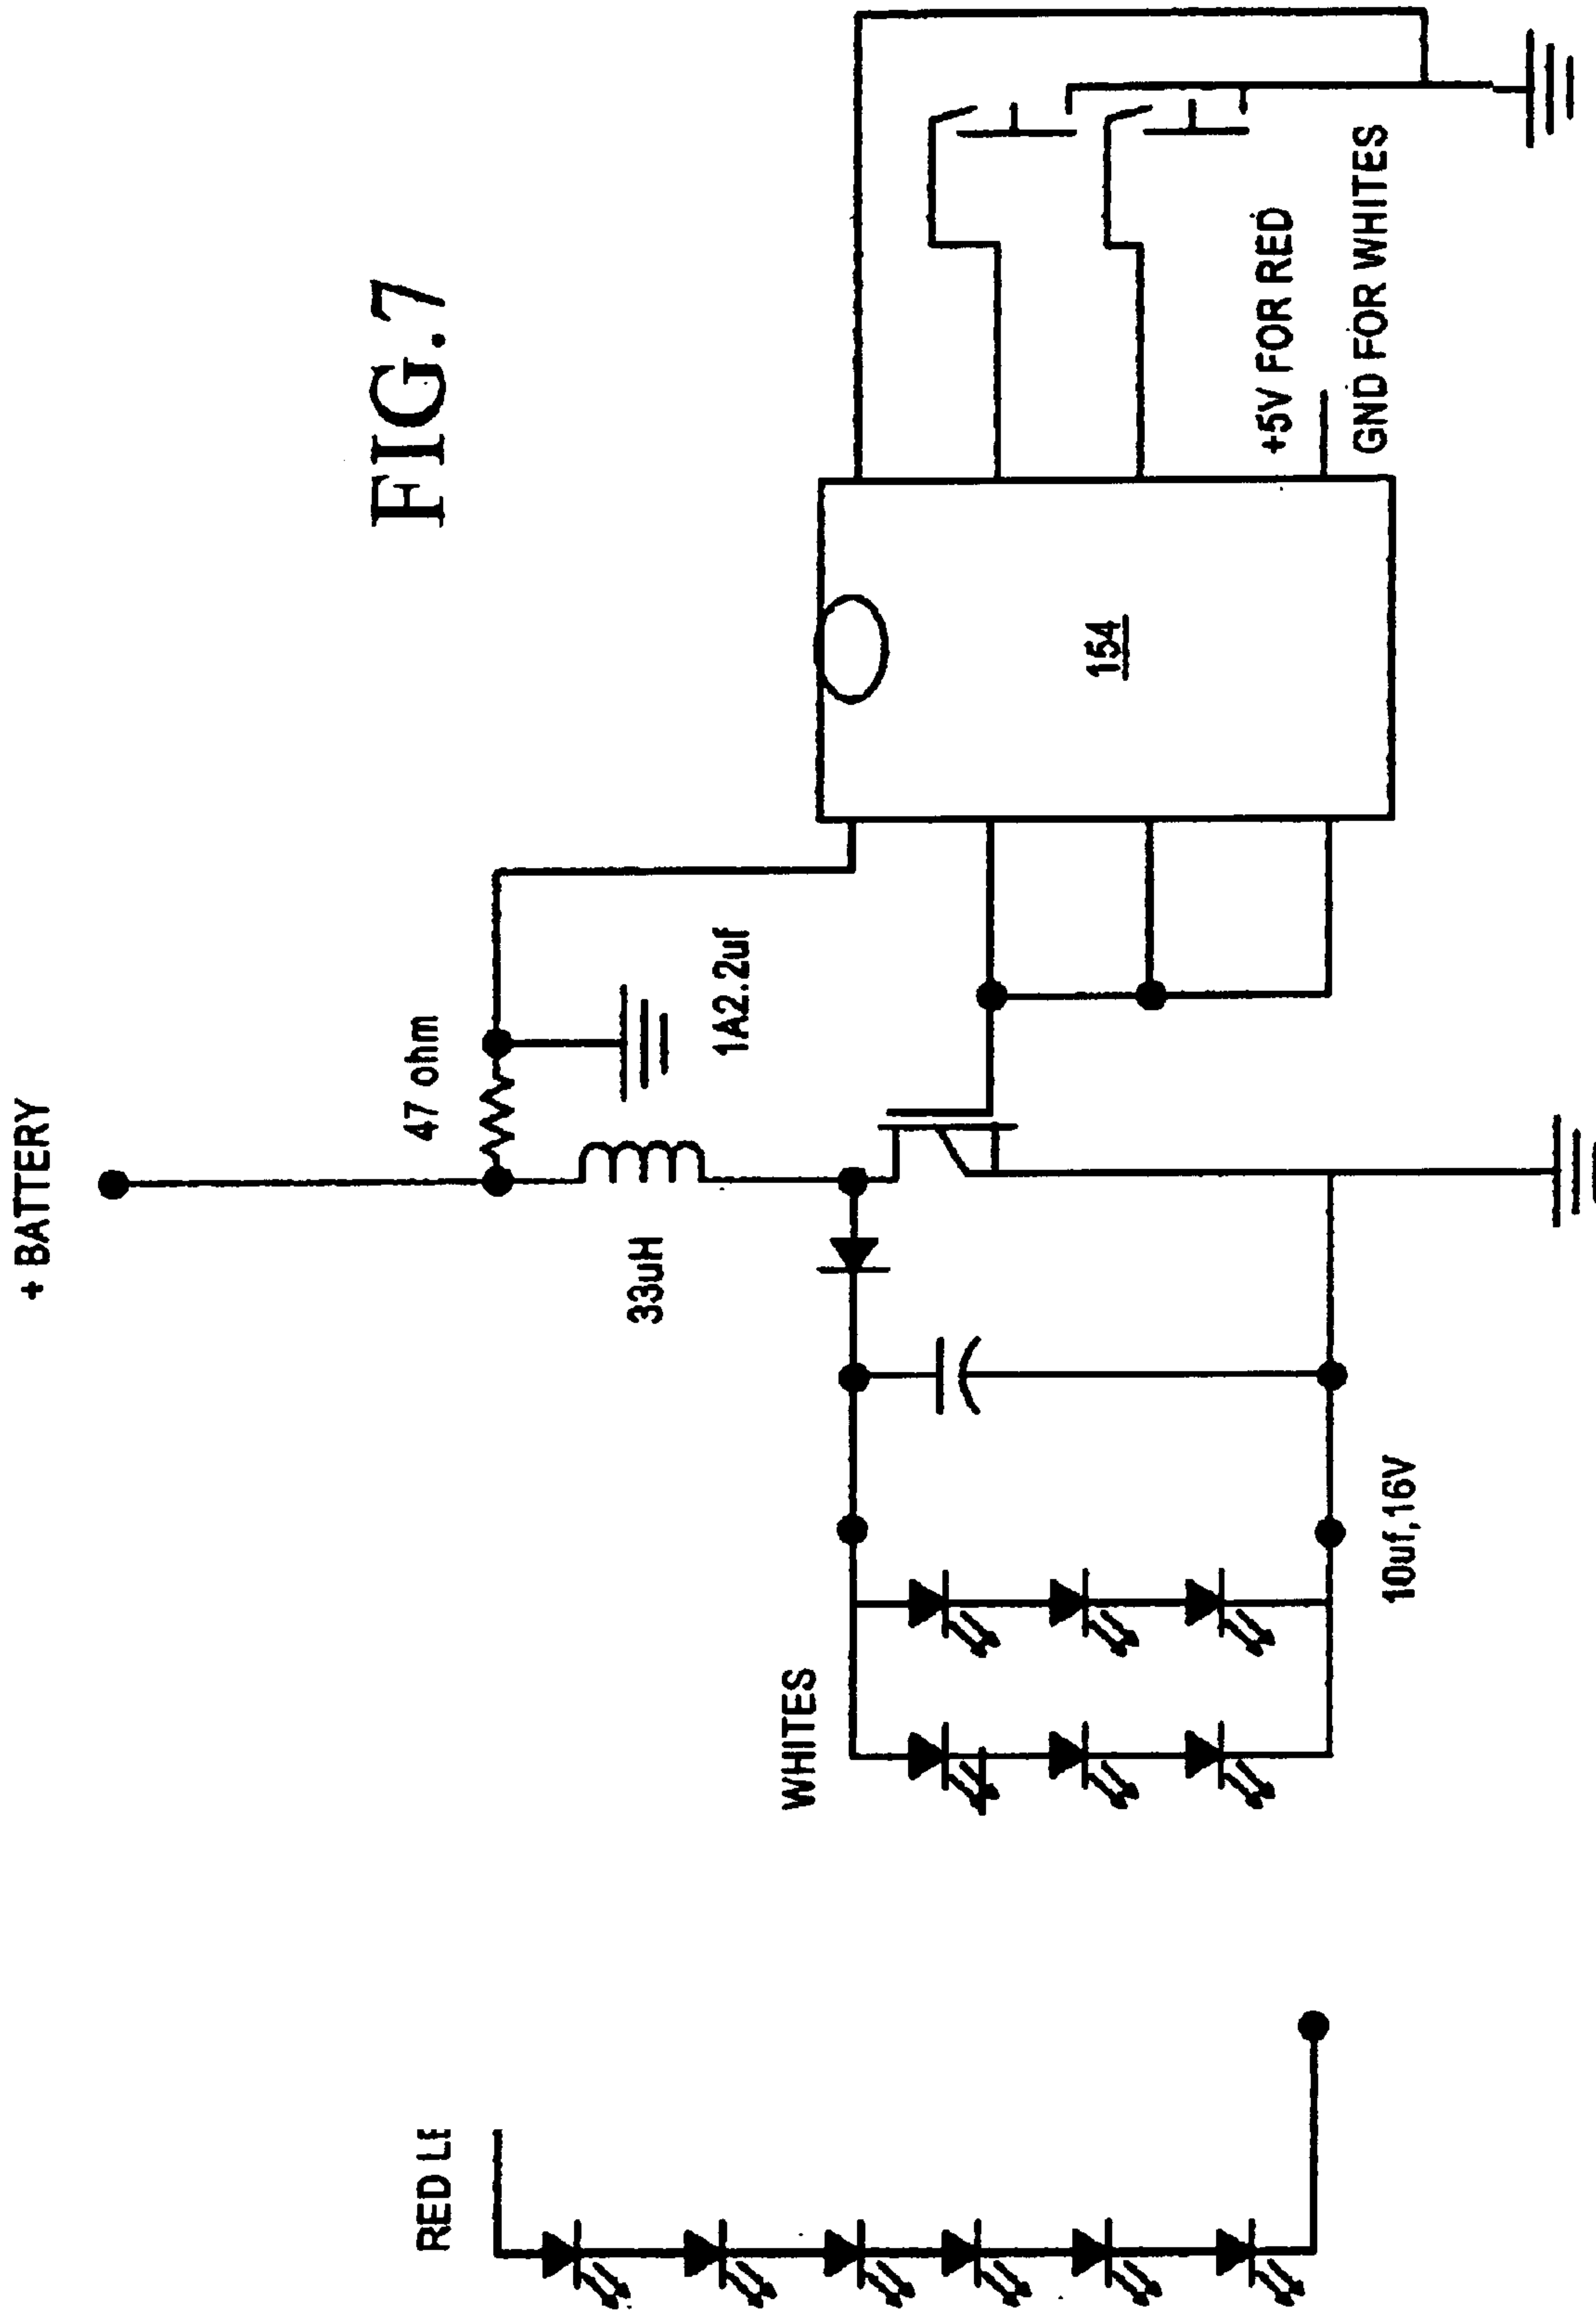 FIG.7
+ BATTERY
47 ohm
1A2.2uf
33uH
154
+5V FOR RED
GND FOR WHITES
WHITES
10uf,16V
RED